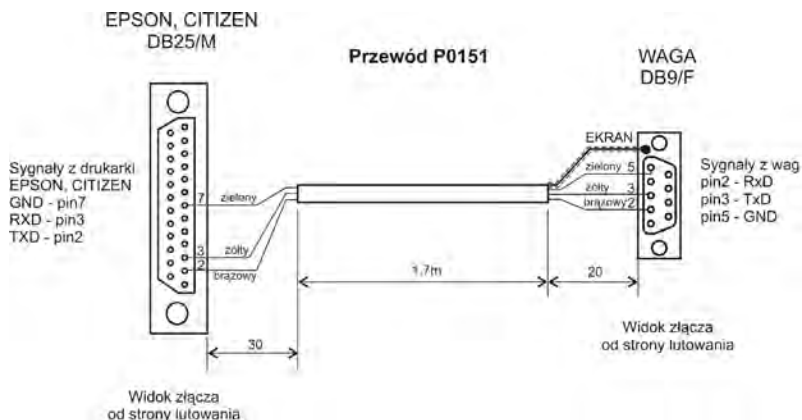 EPSON, CITIZEN
DB25/M
Przewód P0151
WAGA
DB9/F
Sygnały z drukarki
EPSON, CITIZEN
GND - pin7
RXD - pin3
TXD - pin2
7
zielony
3
żółty
2
brązowy
EKRAN
zielony 5
żółty 3
brązowy 2
Sygnały z wag
pin2 - RxD
pin3 - TxD
pin5 - GND
1,7m
20
30
Widok złącza
od strony lutowania
Widok złącza
od strony lutowania